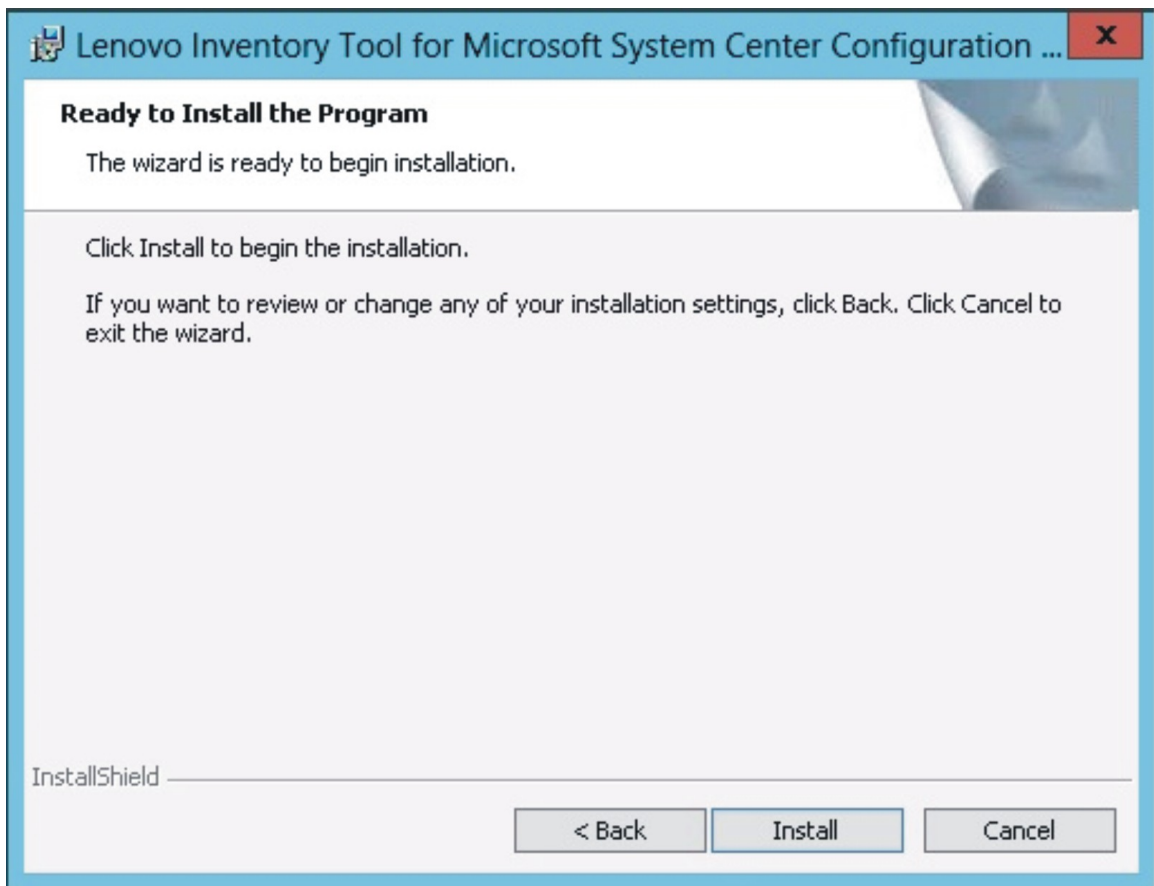 Lenovo Inventory Tool for Microsoft System Center Configuration ...
x
Ready to Install the Program
The wizard is ready to begin installation.
Click Install to begin the installation.
If you want to review or change any of your installation settings, click Back. Click Cancel to
exit the wizard.
InstallShield
< Back
Install
Cancel